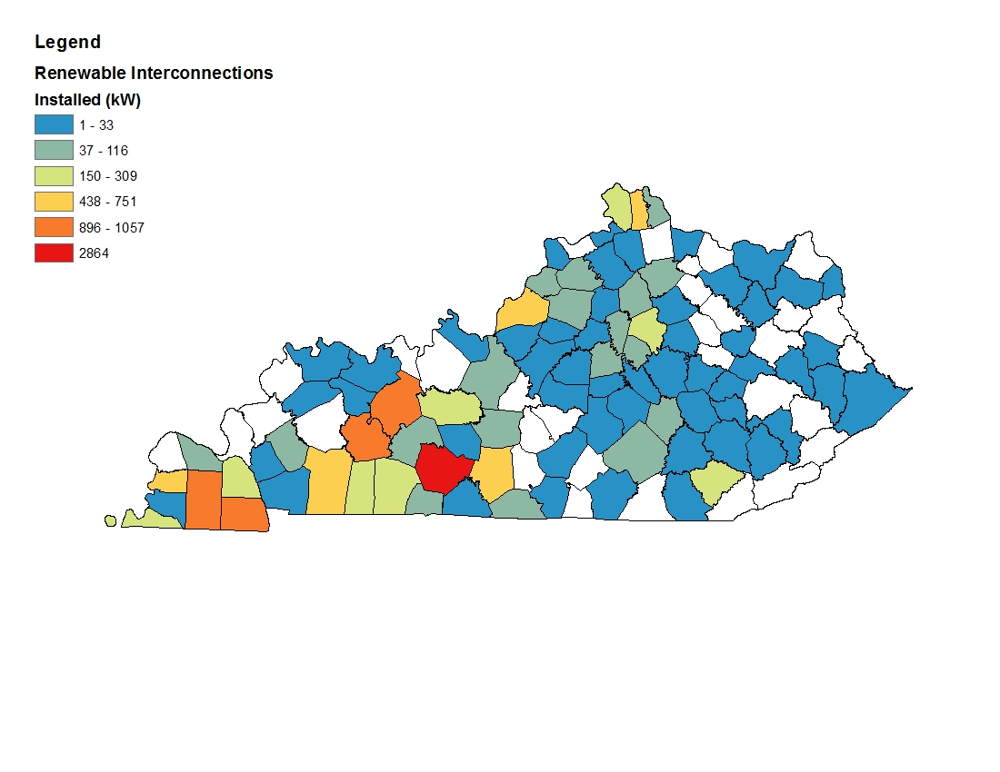 Legend
Renewable Interconnections
Installed (kW)
1 - 33
37 - 116
150 - 309
438 - 751
896 - 1057
2864